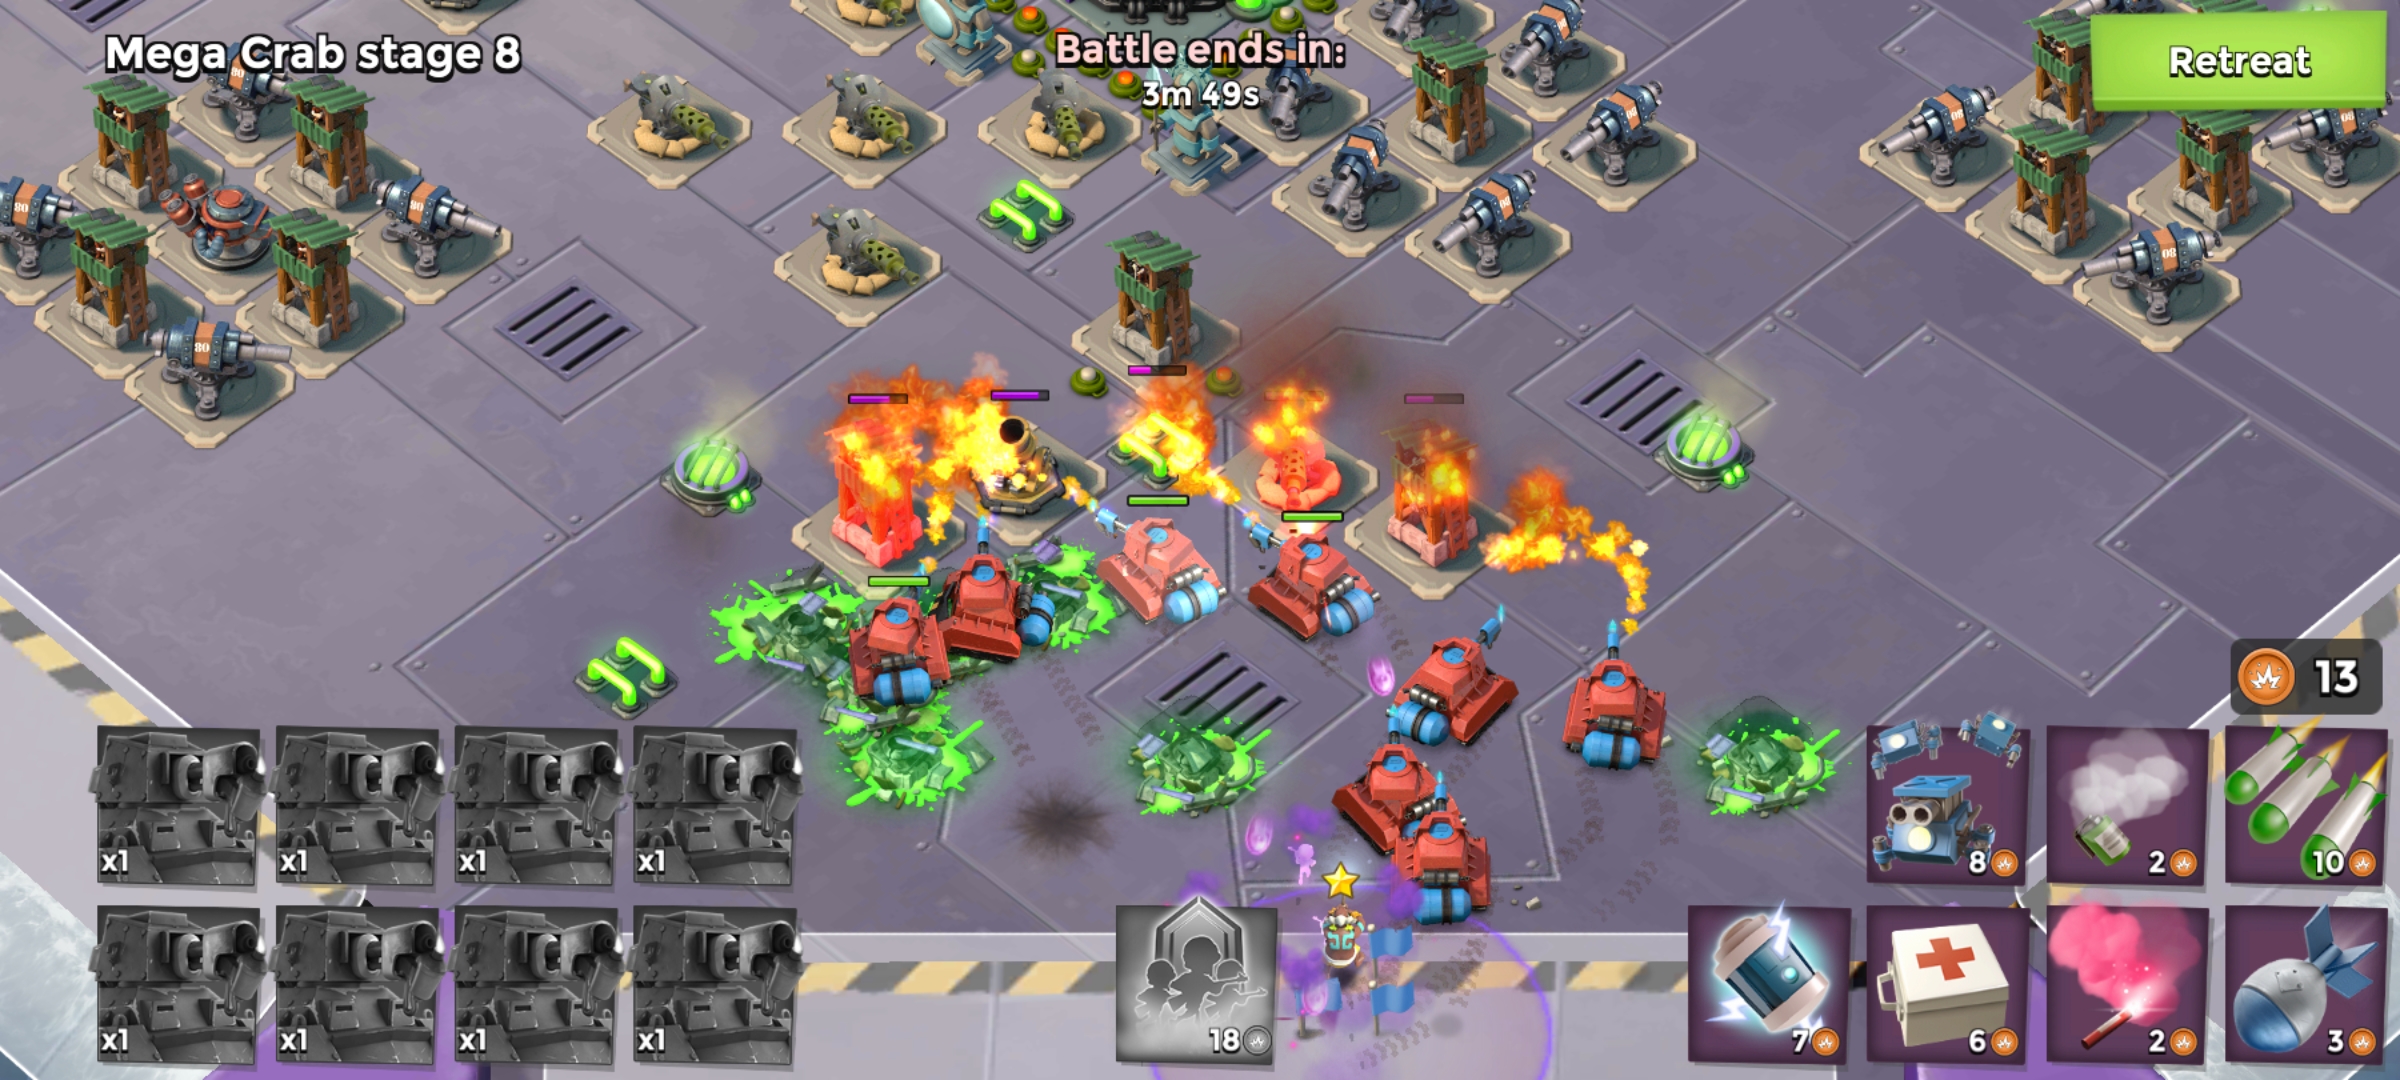 Mega Crab stage 8
Battle ends in:
3m 49s
Retreat
13
x1
x1
x1
x1
8
2
10
x1
x1
x1
x1
18
7
6
2
3